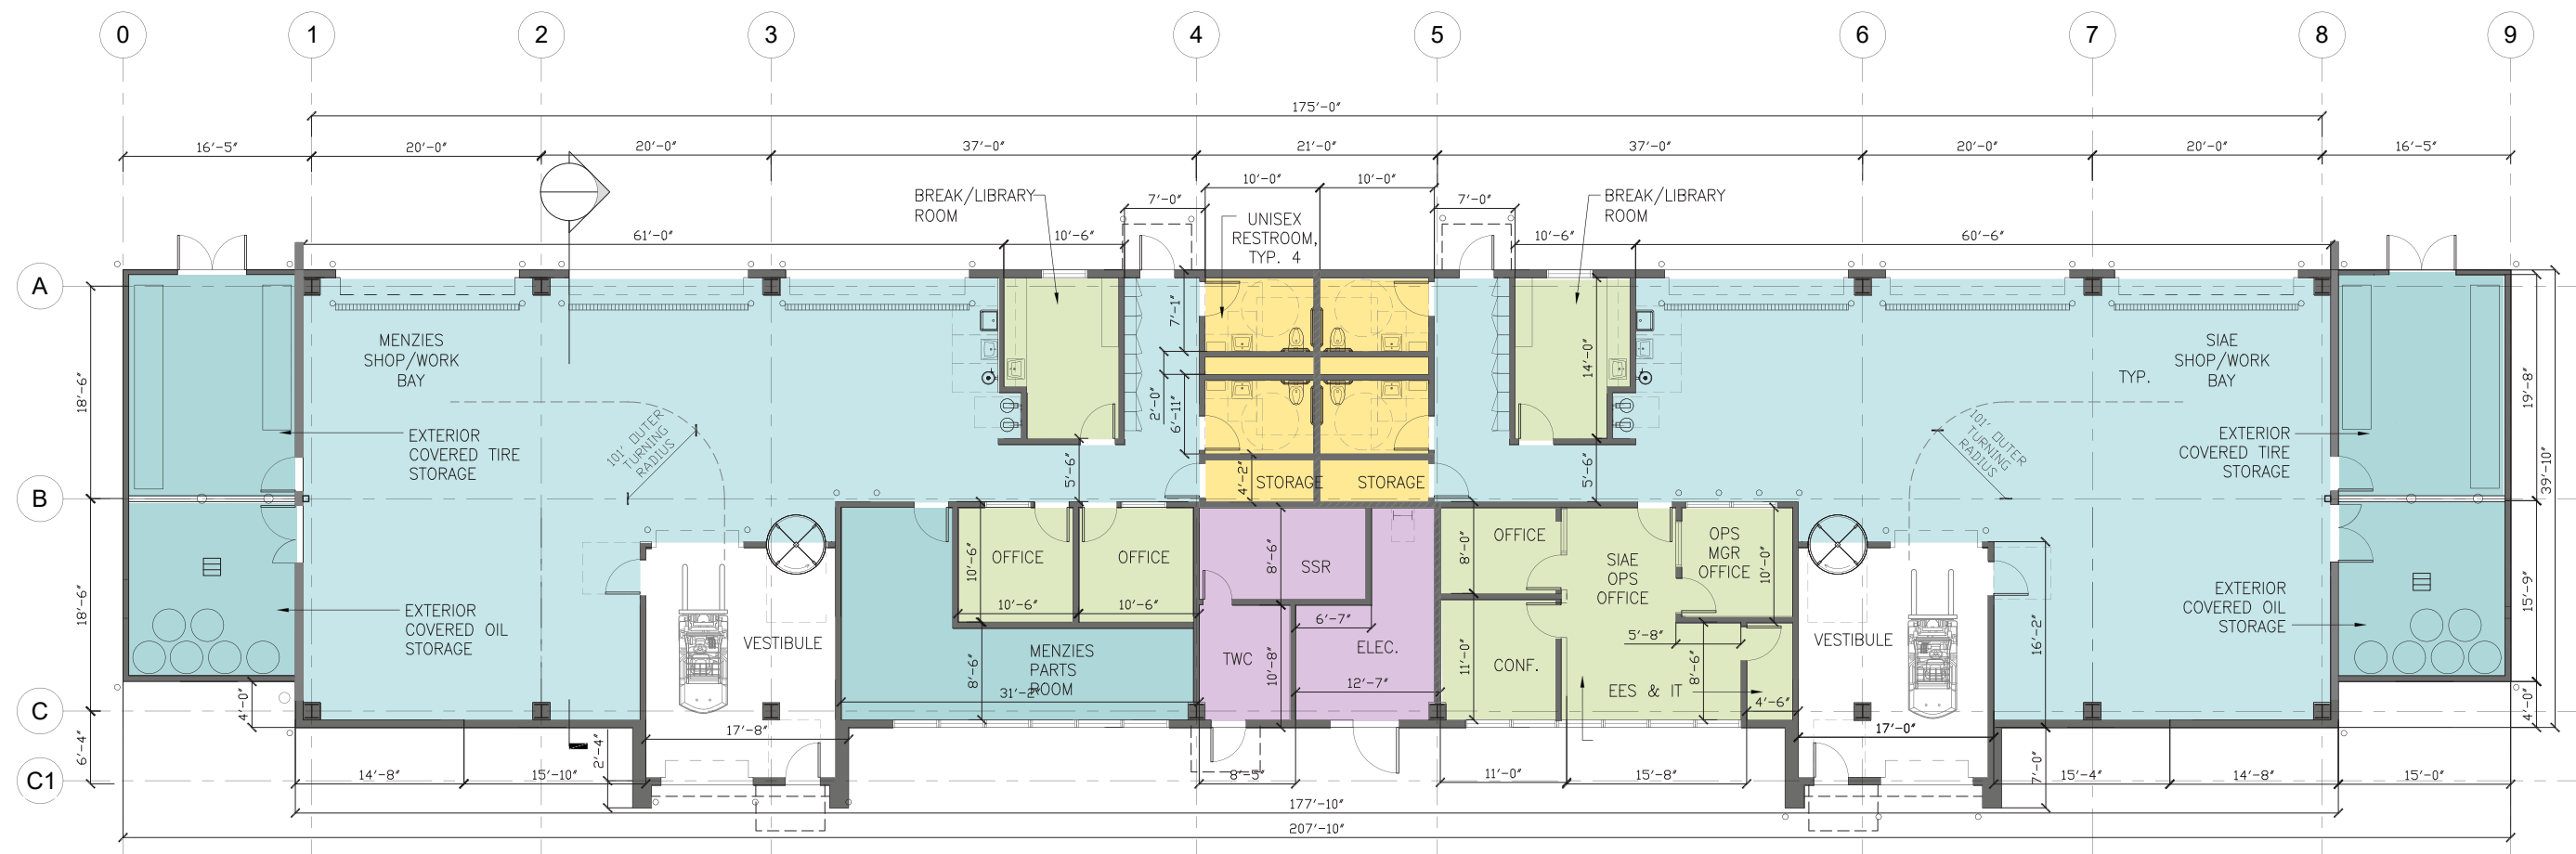 0 1 2 3 4 5 6 7 8 9
175'-0"
16'-5" 20'-0" 20'-0" 37'-0" 21'-0" 37'-0" 20'-0" 20'-0" 16'-5"
10'-0" 10'-0"
BREAK/LIBRARY
ROOM
7'-0"
UNISEX
RESTROOM,
TYP. 4
7'-0"
BREAK/LIBRARY
ROOM
61'-0" 10'-6" 10'-6" 60'-6"
A
B
C
C1
18'-6"
18'-6"
6'-4"
MENZIES
SHOP/WORK
BAY
EXTERIOR
COVERED TIRE
STORAGE
101' OUTER
TURNING
RADIUS
7'-1"
2'-0"
6'-11"
4'-2"
5'-6"
STORAGE STORAGE
14'-0"
5'-6"
TYP.
SIAE
SHOP/WORK
BAY
101' OUTER
TURNING
RADIUS
EXTERIOR
COVERED TIRE
STORAGE
19'-8"
39'-10"
15'-9"
4'-0"
EXTERIOR
COVERED OIL
STORAGE
4'-0"
VESTIBULE
10'-6"
OFFICE
OFFICE
10'-6" 10'-6"
8'-6"
MENZIES
PARTS
ROOM
31'-2"
8'-6"
SSR
6'-7"
TWC
10'-8"
ELEC.
12'-7"
8'-0"
OFFICE
11'-0"
CONF.
SIAE
OPS
OFFICE
OPS
MGR
OFFICE
10'-0"
5'-8"
8'-6"
EES & IT
4'-6"
VESTIBULE
16'-2"
EXTERIOR
COVERED OIL
STORAGE
17'-8" 17'-0"
2'-4"
7'-0"
14'-8" 15'-10" 8'-5" 11'-0" 15'-8" 15'-4" 14'-8" 15'-0"
177'-10"
207'-10"